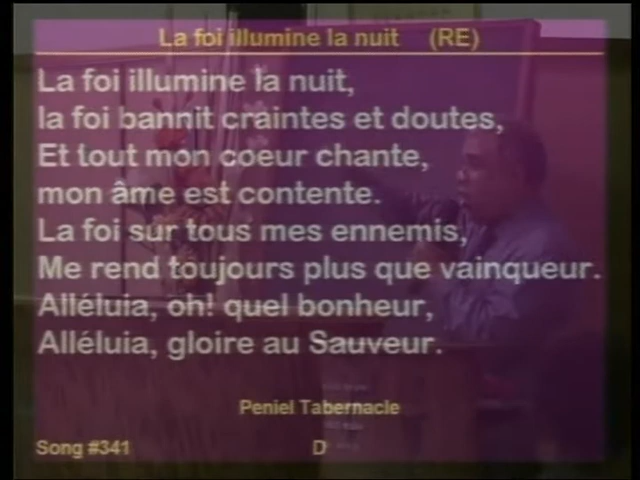 La foi illumine la nuit (RE)
La foi illumine la nuit,
la foi bannit craintes et doutes,
Et tout mon coeur chante,
mon âme est contente.
La foi sur tous mes ennemis,
Me rend toujours plus que vainqueur.
Alléluia, oh! quel bonheur,
Alléluia, gloire au Sauveur.
Peniel Tabernacle
Song #341 D